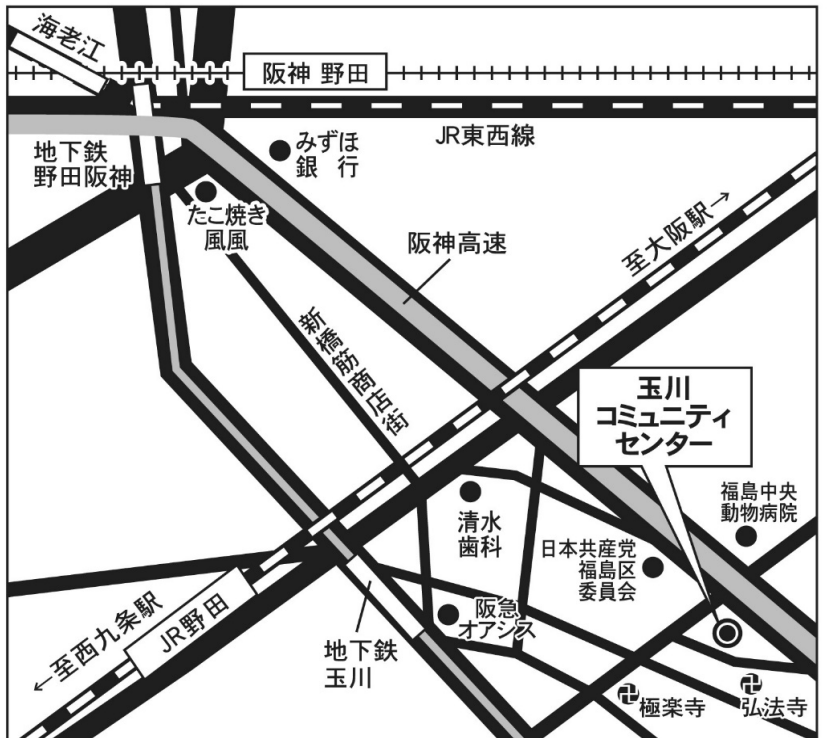 海老江
阪神 野田
JR東西線
地下鉄
野田阪神
みずほ
銀 行
たこ焼き
風風
阪神高速
至大阪駅→
新橋筋商店街
玉川
コミュニティ
センター
福島中央
動物病院
清水
歯科
日本共産党
福島区
委員会
阪急
オアシス
←至西九条駅
JR野田
地下鉄
玉川
卍極楽寺
卍弘法寺